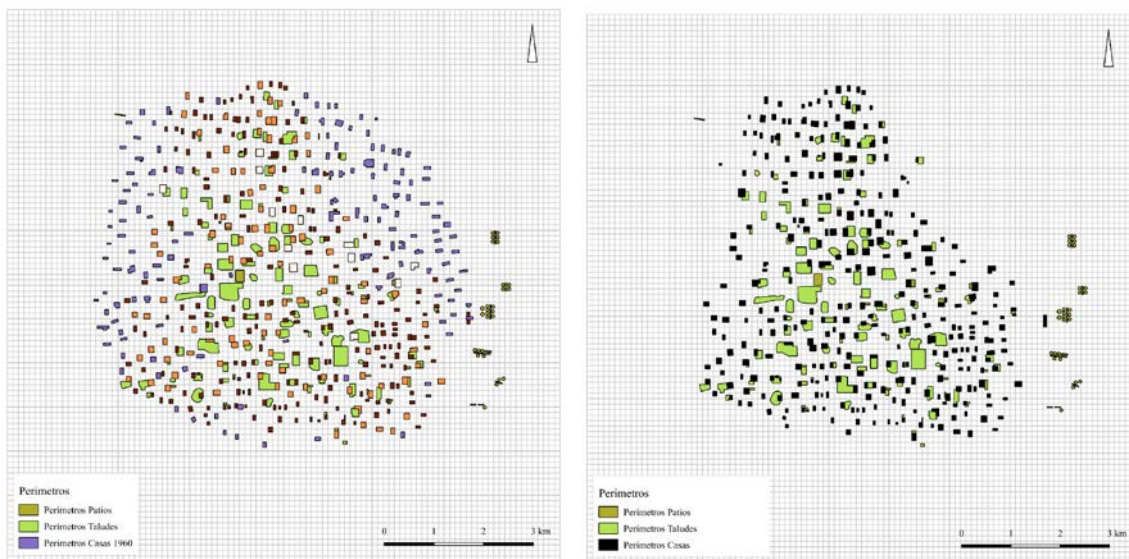 Perimetros
Perimetros Patios
Perimetros Taludes
Perimetros Casas 1960
0 1 2 3 km
Perimetros
Perimetros Patios
Perimetros Taludes
Perimetros Casas
0 1 2 3 km